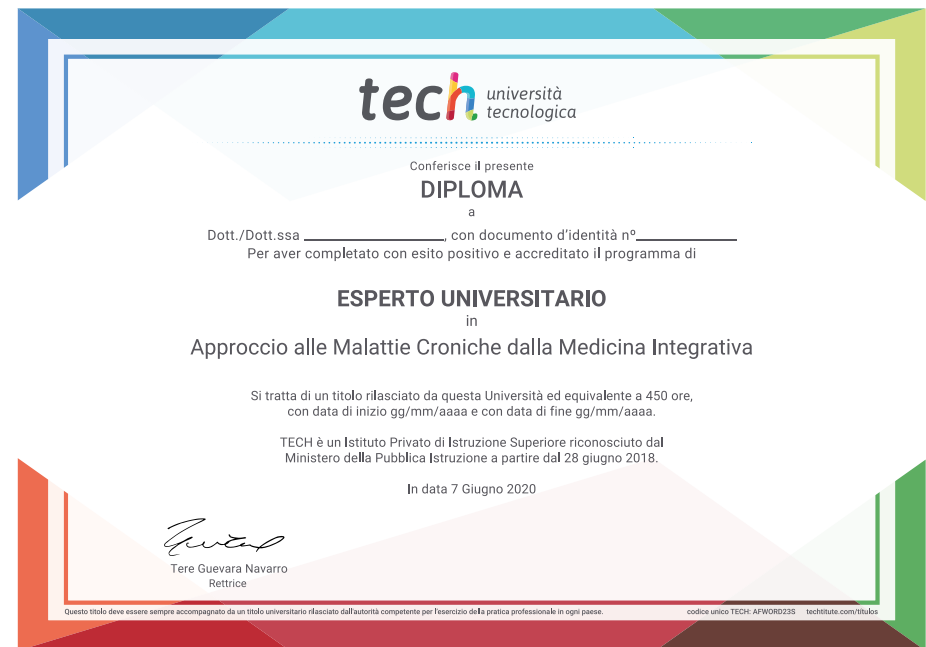 tech università
tecnologica
Conferisce il presente
DIPLOMA
a
Dott./Dott.ssa ____________, con documento d'identità nº_________
Per aver completato con esito positivo e accreditato il programma di
ESPERTO UNIVERSITARIO
in
Approccio alle Malattie Croniche dalla Medicina Integrativa
Si tratta di un titolo rilasciato da questa Università ed equivalente a 450 ore,
con data di inizio gg/mm/aaaa e con data di fine gg/mm/aaaa.
TECH è un Istituto Privato di Istruzione Superiore riconosciuto dal
Ministero della Pubblica Istruzione a partire dal 28 giugno 2018.
In data 7 Giugno 2020
Tere Guevara Navarro
Rettrice
Questo titolo deve essere sempre accompagnato da un titolo universitario rilasciato dall'autorità competente per l'esercizio della pratica professionale in ogni paese.
codice unico TECH: AFWORD23S techtitute.com/titulos